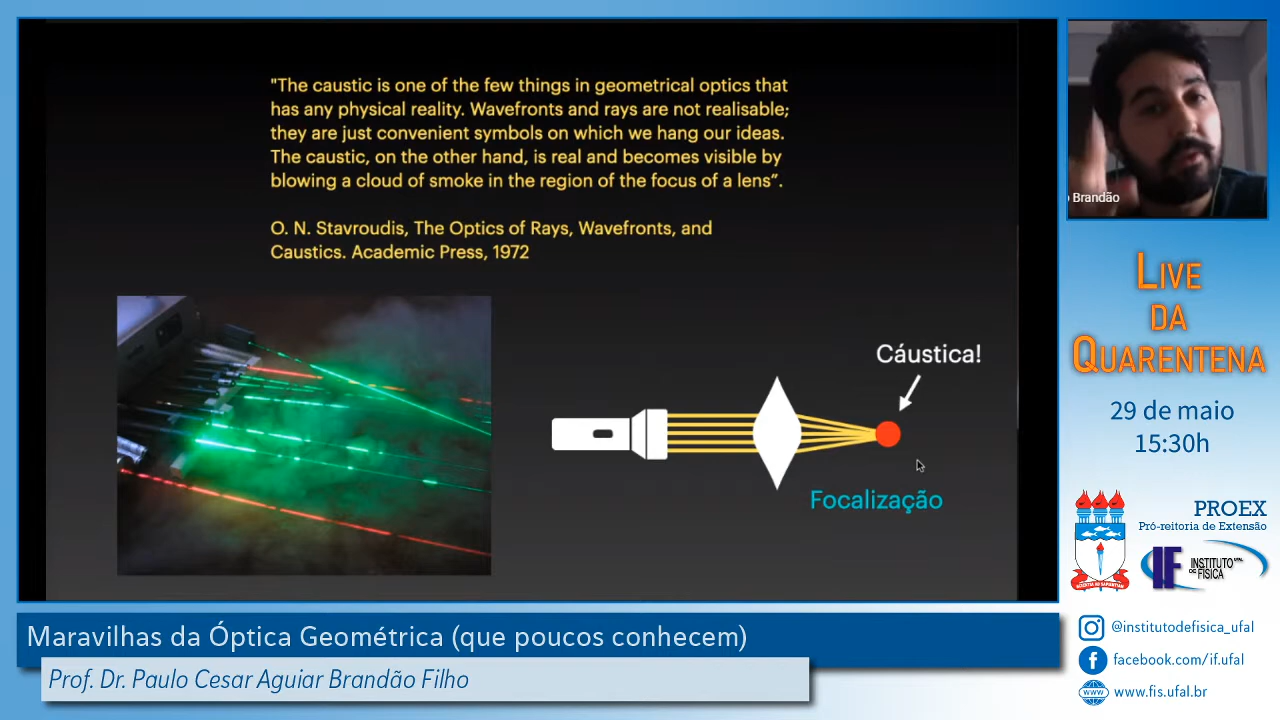 "The caustic is one of the few things in geometrical optics that
has any physical reality. Wavefronts and rays are not realisable;
they are just convenient symbols on which we hang our ideas.
The caustic, on the other hand, is real and becomes visible by
blowing a cloud of smoke in the region of the focus of a lens”.
O. N. Stavroudis, The Optics of Rays, Wavefronts, and
Caustics. Academic Press, 1972
Cáustica!
Focalização
Brandão
LIVE
DA
QUARENTENA
29 de maio
15:30h
PROEX
Pró-reitoria de Extensão
IF INSTITUTO UFAL
DE FÍSICA
@institutodefisica_ufal
facebook.com/if.ufal
www.fis.ufal.br
Maravilhas da Óptica Geométrica (que poucos conhecem)
Prof. Dr. Paulo Cesar Aguiar Brandão Filho